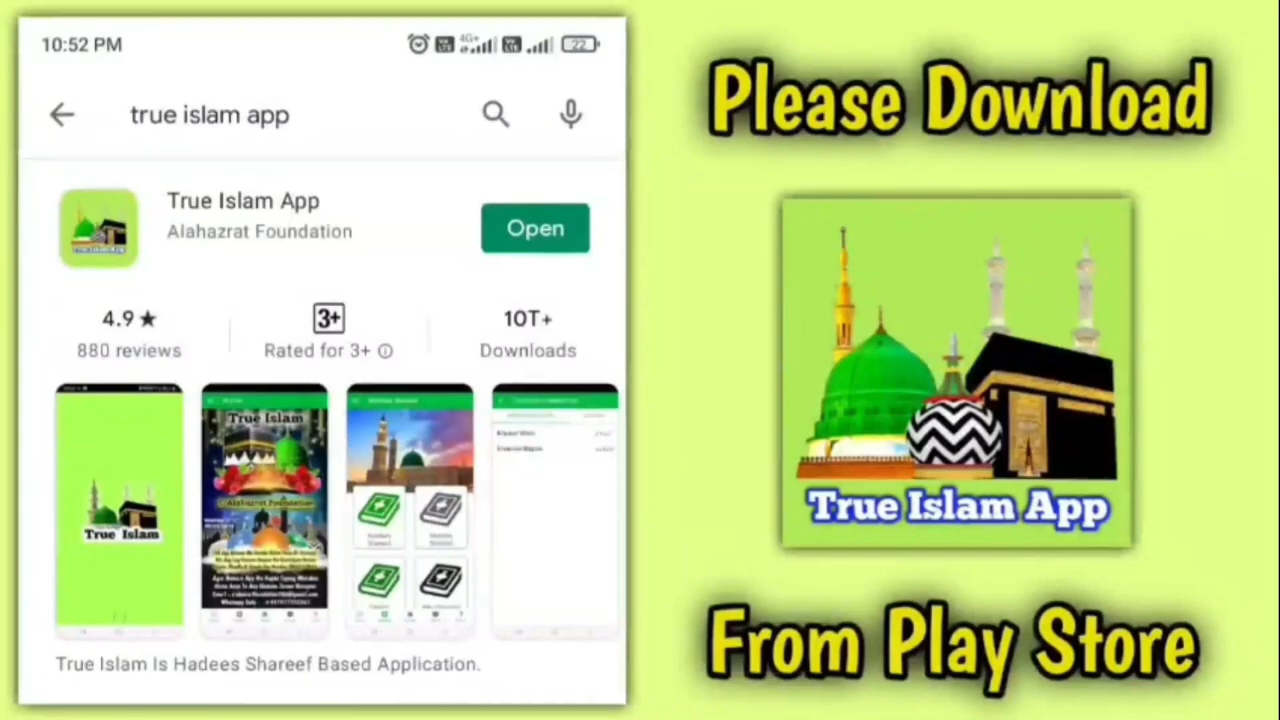 10:52 PM
4G+
22
true islam app
True Islam App
Alahazrat Foundation
Open
4.9 ★
880 reviews
3+
Rated for 3+
10T+
Downloads
True Islam
True Islam
Alahazrat Foundation
True Islam Is Hadees Shareef Based Application.
Please Download
True Islam App
From Play Store